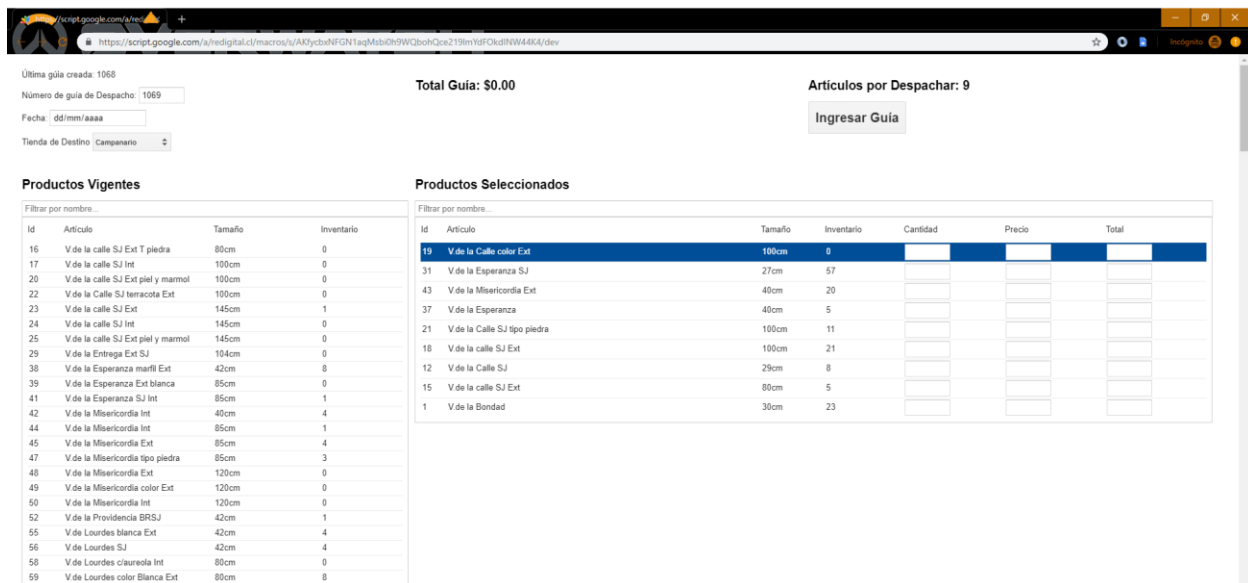 https://script.google.com/a/red
https://script.google.com/a/redigital.cl/macros/s/AKfycbxNFGN1aqMsbi0h9WQbohQce219lmYdFOkdINW44K4/dev
Incógnito
Última gúia creada: 1068
Número de guía de Despacho: 1069
Fecha: dd/mm/aaaa
Tienda de Destino Campanario
Total Guía: $0.00
Artículos por Despachar: 9
Ingresar Guía
Productos Vigentes
Filtrar por nombre...
Id Artículo Tamaño Inventario
16 V.de la calle SJ Ext T piedra 80cm 0
17 V.de la calle SJ Int 100cm 0
20 V.de la calle SJ Ext piel y marmol 100cm 0
22 V.de la Calle SJ terracota Ext 100cm 0
23 V.de la calle SJ Ext 145cm 1
24 V.de la calle SJ Int 145cm 0
25 V.de la calle SJ Ext piel y marmol 145cm 0
29 V.de la Entrega Ext SJ 104cm 0
38 V.de la Esperanza marfil Ext 42cm 8
39 V.de la Esperanza Ext blanca 85cm 0
41 V.de la Esperanza SJ Int 85cm 1
42 V.de la Misericordia Int 40cm 4
44 V.de la Misericordia Int 85cm 1
45 V.de la Misericordia Ext 85cm 4
47 V.de la Misericordia tipo piedra 85cm 3
48 V.de la Misericordia Ext 120cm 0
49 V.de la Misericordia color Ext 120cm 0
50 V.de la Misericordia Int 120cm 0
52 V.de la Providencia BRSJ 42cm 1
55 V.de Lourdes blanca Ext 42cm 4
56 V.de Lourdes SJ 42cm 4
58 V.de Lourdes c/aureola Int 80cm 0
59 V.de Lourdes color Blanca Ext 80cm 8
Productos Seleccionados
Filtrar por nombre...
Id Artículo Tamaño Inventario Cantidad Precio Total
19 V.de la Calle color Ext 100cm 0
31 V.de la Esperanza SJ 27cm 57
43 V.de la Misericordia Ext 40cm 20
37 V.de la Esperanza 40cm 5
21 V.de la Calle SJ tipo piedra 100cm 11
18 V.de la calle SJ Ext 100cm 21
12 V.de la Calle SJ 29cm 8
15 V.de la calle SJ Ext 80cm 5
1 V.de la Bondad 30cm 23